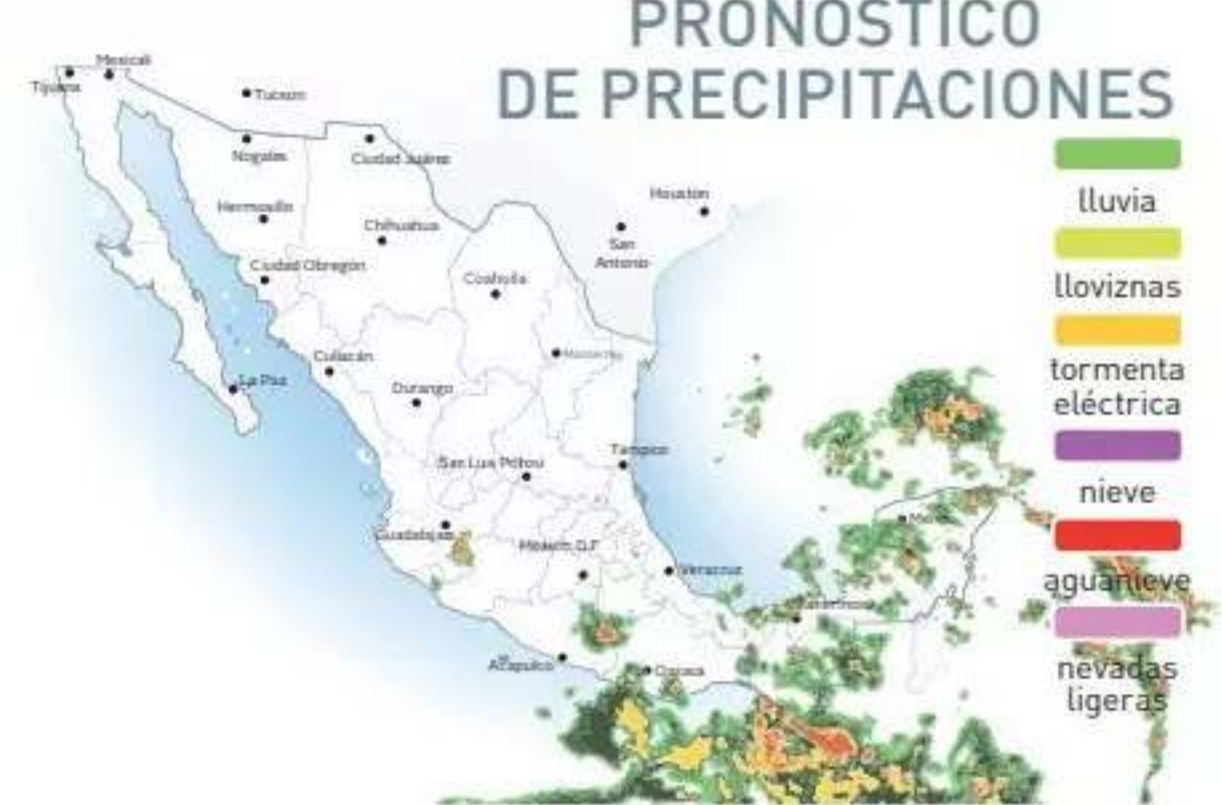 PRONÓSTICO
DE PRECIPITACIONES
Mexicali
Tijuana
Tucson
Nogales
Ciudad Juárez
Houston
Hermosillo
Chihuahua
San
Antonio
Ciudad Obregón
Coahuila
Culiacán
Monterrey
La Paz
Durango
San Luis Potosí
Tampico
Guadalajara
México, D.F
Veracruz
Acapulco
Oaxaca
lluvia
lloviznas
tormenta
eléctrica
nieve
aguanieve
nevadas
ligeras